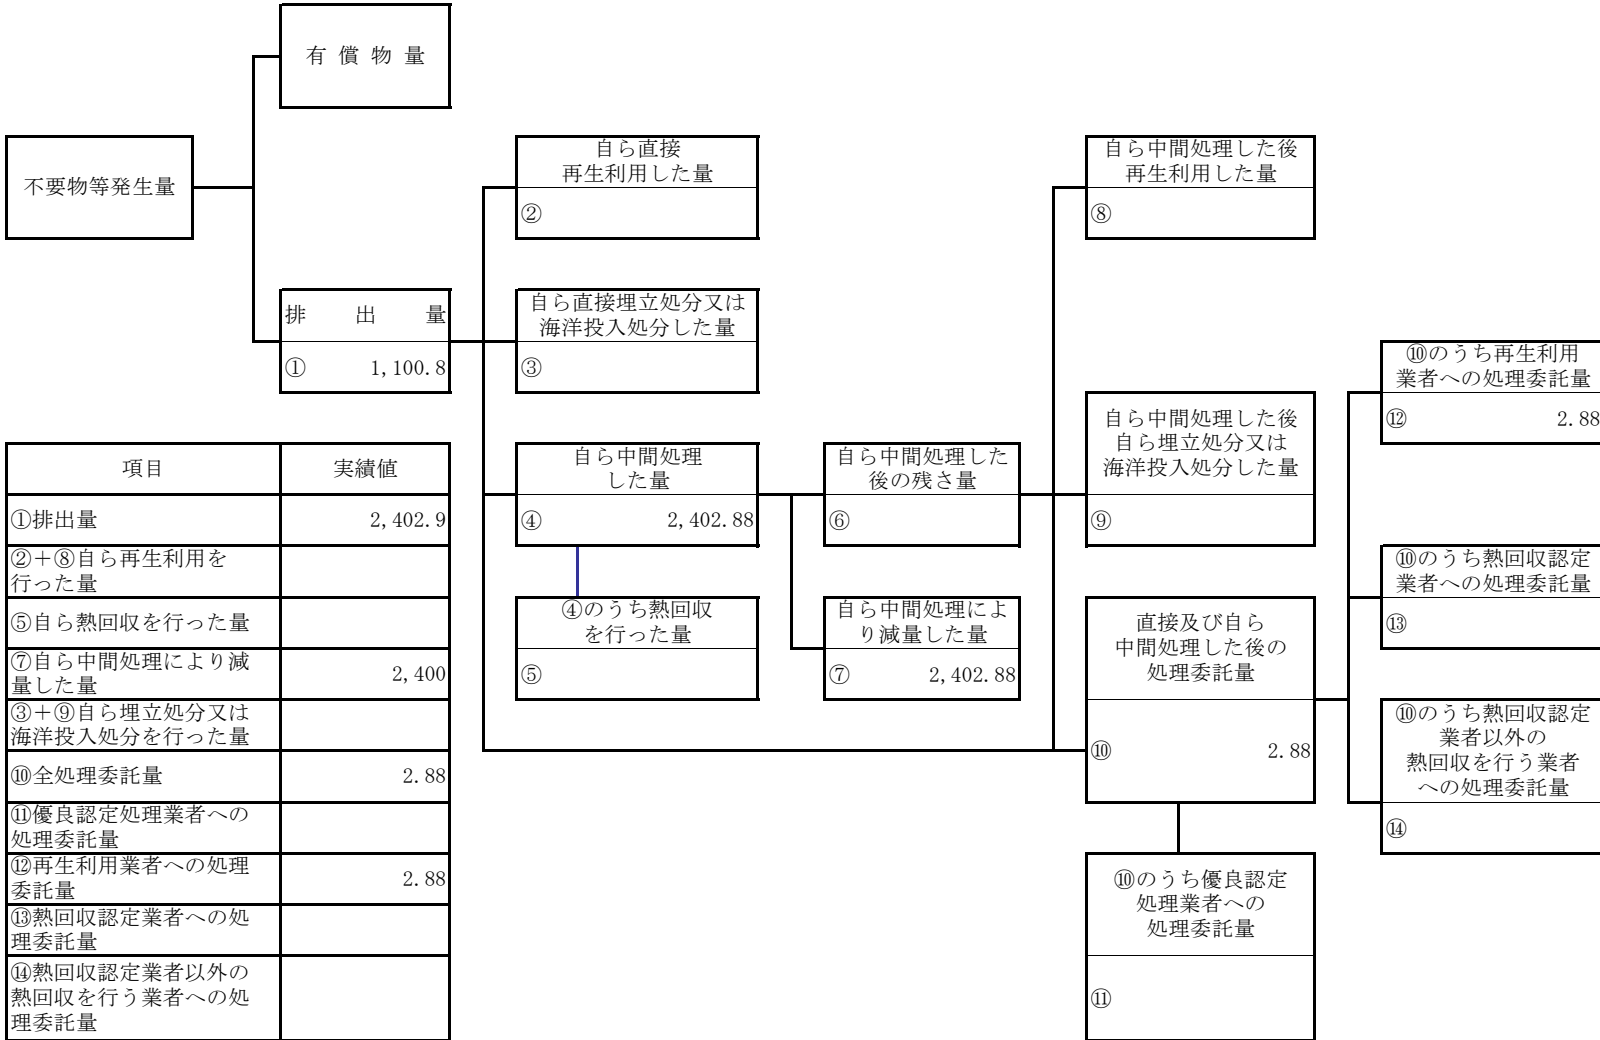 有 償 物 量
不要物等発生量
排 出 量
① 1,100.8
自ら直接
再生利用した量
②
自ら直接埋立処分又は
海洋投入処分した量
③
自ら中間処理
した量
④ 2,402.88
④のうち熱回収
を行った量
⑤
自ら中間処理した
後の残さ量
⑥
自ら中間処理によ
り減量した量
⑦ 2,402.88
自ら中間処理した後
再生利用した量
⑧
自ら中間処理した後
自ら埋立処分又は
海洋投入処分した量
⑨
直接及び自ら
中間処理した後の
処理委託量
⑩ 2.88
⑩のうち優良認定
処理業者への
処理委託量
⑪
⑩のうち再生利用
業者への処理委託量
⑫ 2.88
⑩のうち熱回収認定
業者への処理委託量
⑬
⑩のうち熱回収認定
業者以外の
熱回収を行う業者
への処理委託量
⑭
項目 実績値
①排出量 2,402.9
②＋⑧自ら再生利用を
行った量
⑤自ら熱回収を行った量
⑦自ら中間処理により減
量した量 2,400
③＋⑨自ら埋立処分又は
海洋投入処分を行った量
⑩全処理委託量 2.88
⑪優良認定処理業者への
処理委託量
⑫再生利用業者への処理
委託量 2.88
⑬熱回収認定業者への処
理委託量
⑭熱回収認定業者以外の
熱回収を行う業者への処
理委託量